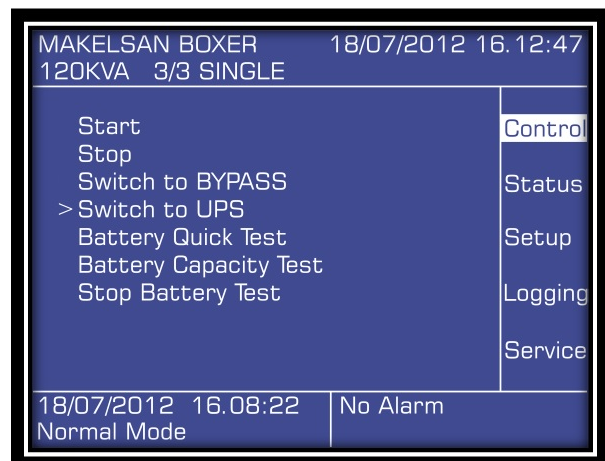 MAKELSAN BOXER 18/07/2012 16.12:47
120KVA 3/3 SINGLE
Start
Stop
Switch to BYPASS
> Switch to UPS
Battery Quick Test
Battery Capacity Test
Stop Battery Test
Control
Status
Setup
Logging
Service
18/07/2012 16.08:22
Normal Mode
No Alarm